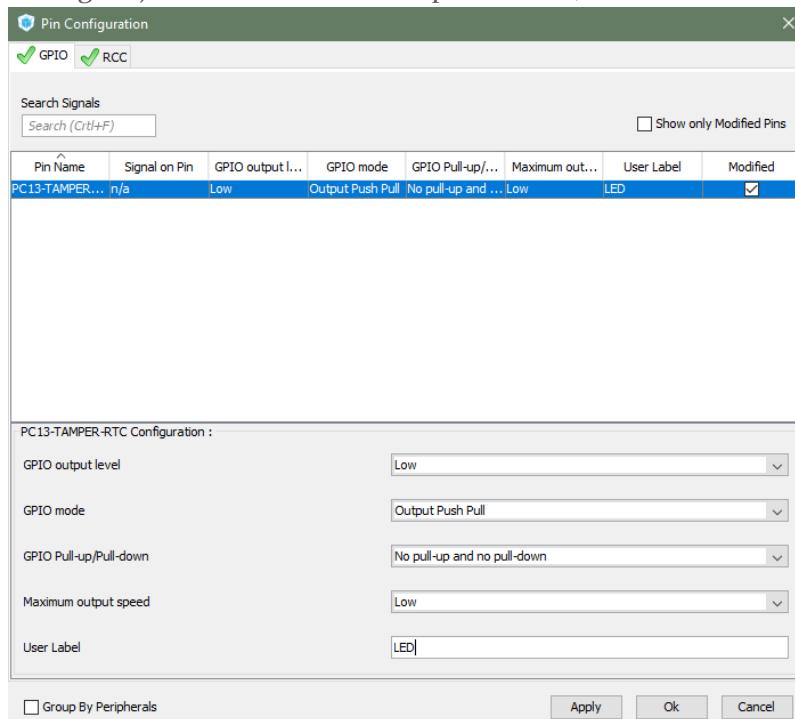 Pin Configuration
GPIO RCC
Search Signals
Search (Crtl+F)
Show only Modified Pins
Pin Name Signal on Pin GPIO output l... GPIO mode GPIO Pull-up/... Maximum out... User Label Modified
PC13-TAMPER... n/a Low Output Push Pull No pull-up and ... Low LED
PC13-TAMPER-RTC Configuration :
GPIO output level Low
GPIO mode Output Push Pull
GPIO Pull-up/Pull-down No pull-up and no pull-down
Maximum output speed Low
User Label LED
Group By Peripherals Apply Ok Cancel